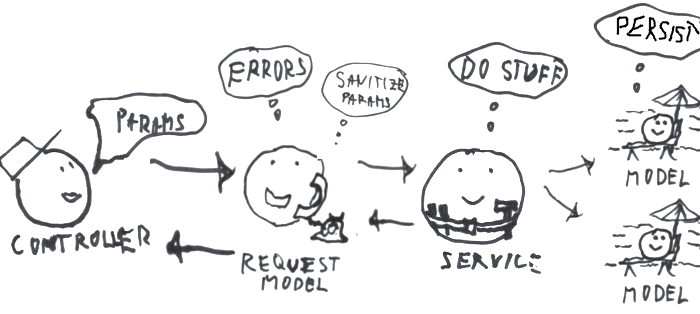 PERSIST
ERRORS
SANITIZE
PARAMS
DO STUFF
PARAMS
MODEL
CONTROLLER
REQUEST
MODEL
SERVICE
MODEL